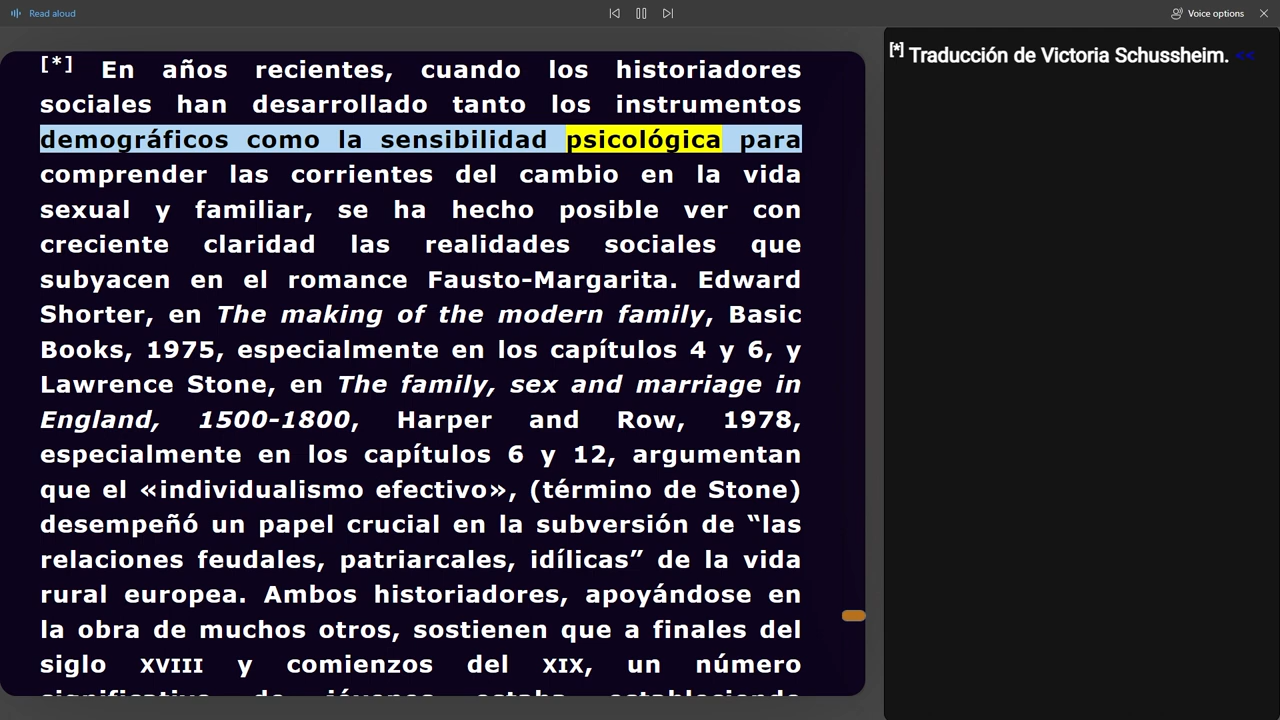 Read aloud
Voice options
[*] En años recientes, cuando los historiadores
sociales han desarrollado tanto los instrumentos
demográficos como la sensibilidad psicológica para
comprender las corrientes del cambio en la vida
sexual y familiar, se ha hecho posible ver con
creciente claridad las realidades sociales que
subyacen en el romance Fausto-Margarita. Edward
Shorter, en The making of the modern family, Basic
Books, 1975, especialmente en los capítulos 4 y 6, y
Lawrence Stone, en The family, sex and marriage in
England, 1500-1800, Harper and Row, 1978,
especialmente en los capítulos 6 y 12, argumentan
que el «individualismo efectivo», (término de Stone)
desempeñó un papel crucial en la subversión de “las
relaciones feudales, patriarcales, idílicas” de la vida
rural europea. Ambos historiadores, apoyándose en
la obra de muchos otros, sostienen que a finales del
siglo XVIII y comienzos del XIX, un número
significativo de jóvenes estaba estableciendo
[*] Traducción de Victoria Schussheim. <<